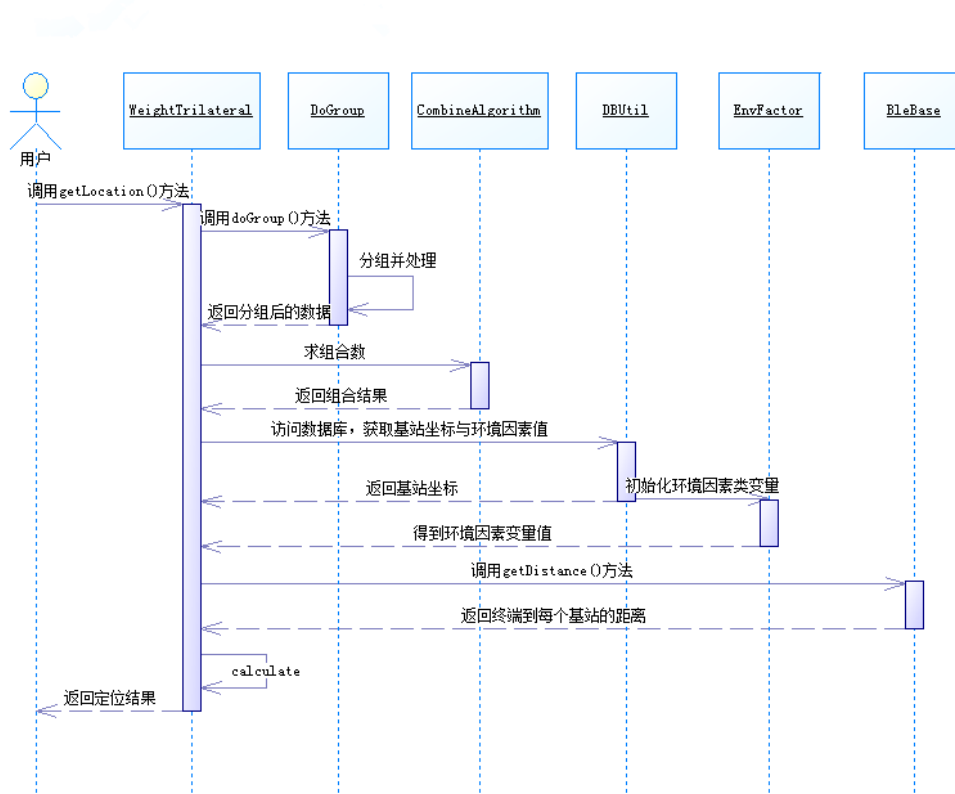 WeightTrilateral
DoGroup
CombineAlgorithm
DBUtil
EnvFactor
BleBase
用户
调用getLocation()方法
调用doGroup()方法
分组并处理
返回分组后的数据
求组合数
返回组合结果
访问数据库，获取基站坐标与环境因素值
初始化环境因素类变量
返回基站坐标
得到环境因素变量值
调用getDistance()方法
返回终端到每个基站的距离
calculate
返回定位结果